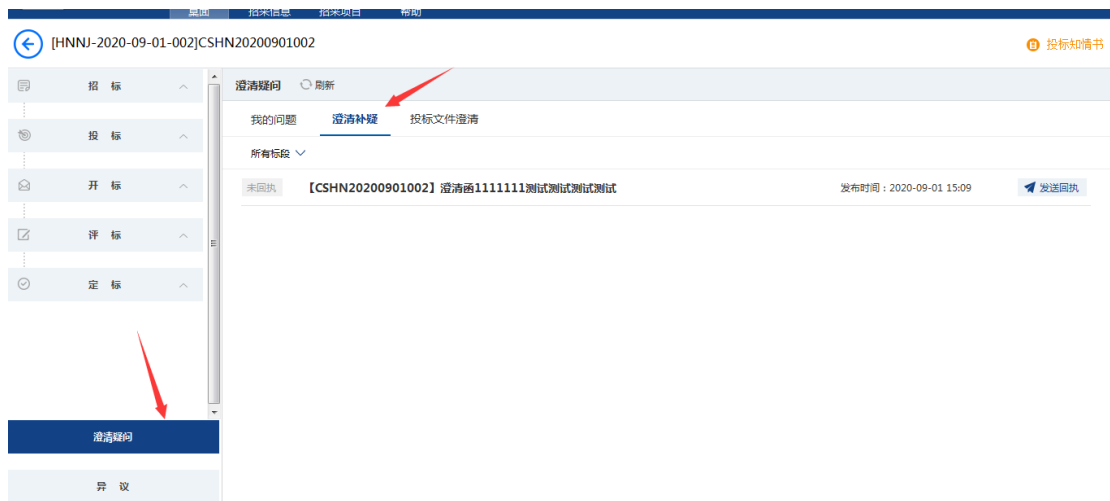 桌面 招采信息 招采项目 帮助
[HNNJ-2020-09-01-002]CSHN20200901002
投标知情书
招 标
投 标
开 标
评 标
定 标
澄清疑问
异 议
澄清疑问 刷新
我的问题 澄清补疑 投标文件澄清
所有标段
未回执 【CSHN20200901002】澄清函1111111测试测试测试测试 发布时间：2020-09-01 15:09 发送回执